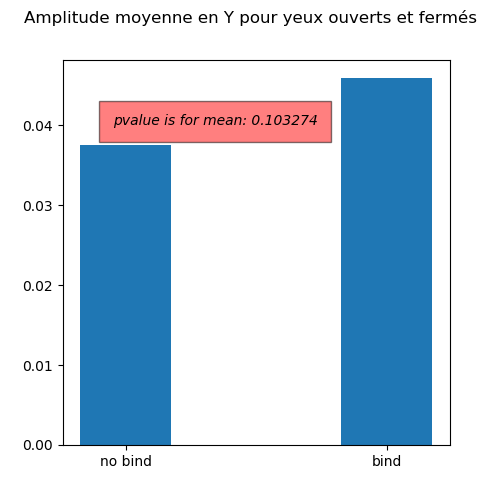 Amplitude moyenne en Y pour yeux ouverts et fermés
pvalue is for mean: 0.103274
0.04
0.03
0.02
0.01
0.00
no bind
bind